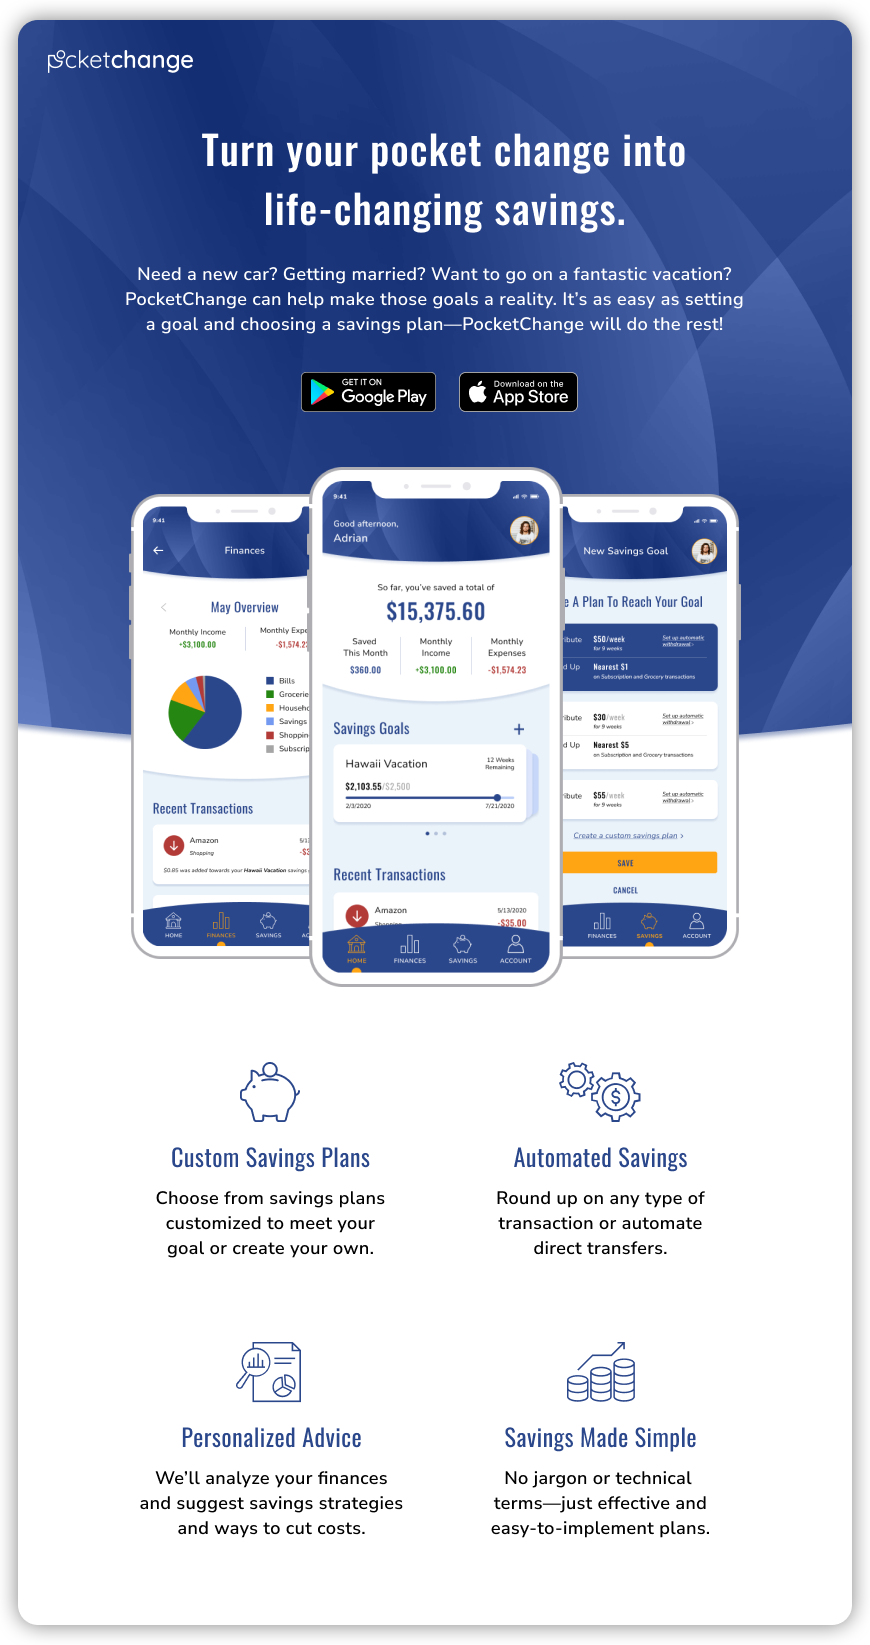 pocketchange
Turn your pocket change into
life-changing savings.
Need a new car? Getting married? Want to go on a fantastic vacation?
PocketChange can help make those goals a reality. It’s as easy as setting
a goal and choosing a savings plan—PocketChange will do the rest!
GET IT ON
Google Play
Download on the
App Store
9:41
Finances
May Overview
Monthly Income
+$3,100.00
Monthly Expe
-$1,574.2
Bills
Grocerie
Househo
Savings
Shoppin
Subscrip
Recent Transactions
Amazon
Shopping
5/1
-$3
$0.85 was added towards your Hawaii Vacation savings
HOME
FINANCES
SAVINGS
AC
9:41
Good afternoon,
Adrian
So far, you’ve saved a total of
$15,375.60
Saved
This Month
$360.00
Monthly
Income
+$3,100.00
Monthly
Expenses
-$1,574.23
Savings Goals
+
Hawaii Vacation
12 Weeks
Remaining
$2,103.55/$2,500
2/3/2020
7/21/2020
Recent Transactions
Amazon
Shopping
5/13/2020
-$35.00
HOME
FINANCES
SAVINGS
ACCOUNT
New Savings Goal
e A Plan To Reach Your Goal
ribute
$50/week
for 9 weeks
Set up automatic
withdrawal >
d Up
Nearest $1
on Subscription and Grocery transactions
ribute
$30/week
for 9 weeks
Set up automatic
withdrawal >
d Up
Nearest $5
on Subscription and Grocery transactions
ribute
$55/week
for 9 weeks
Set up automatic
withdrawal >
Create a custom savings plan >
SAVE
CANCEL
FINANCES
SAVINGS
ACCOUNT
Custom Savings Plans
Choose from savings plans
customized to meet your
goal or create your own.
Automated Savings
Round up on any type of
transaction or automate
direct transfers.
Personalized Advice
We’ll analyze your finances
and suggest savings strategies
and ways to cut costs.
Savings Made Simple
No jargon or technical
terms—just effective and
easy-to-implement plans.